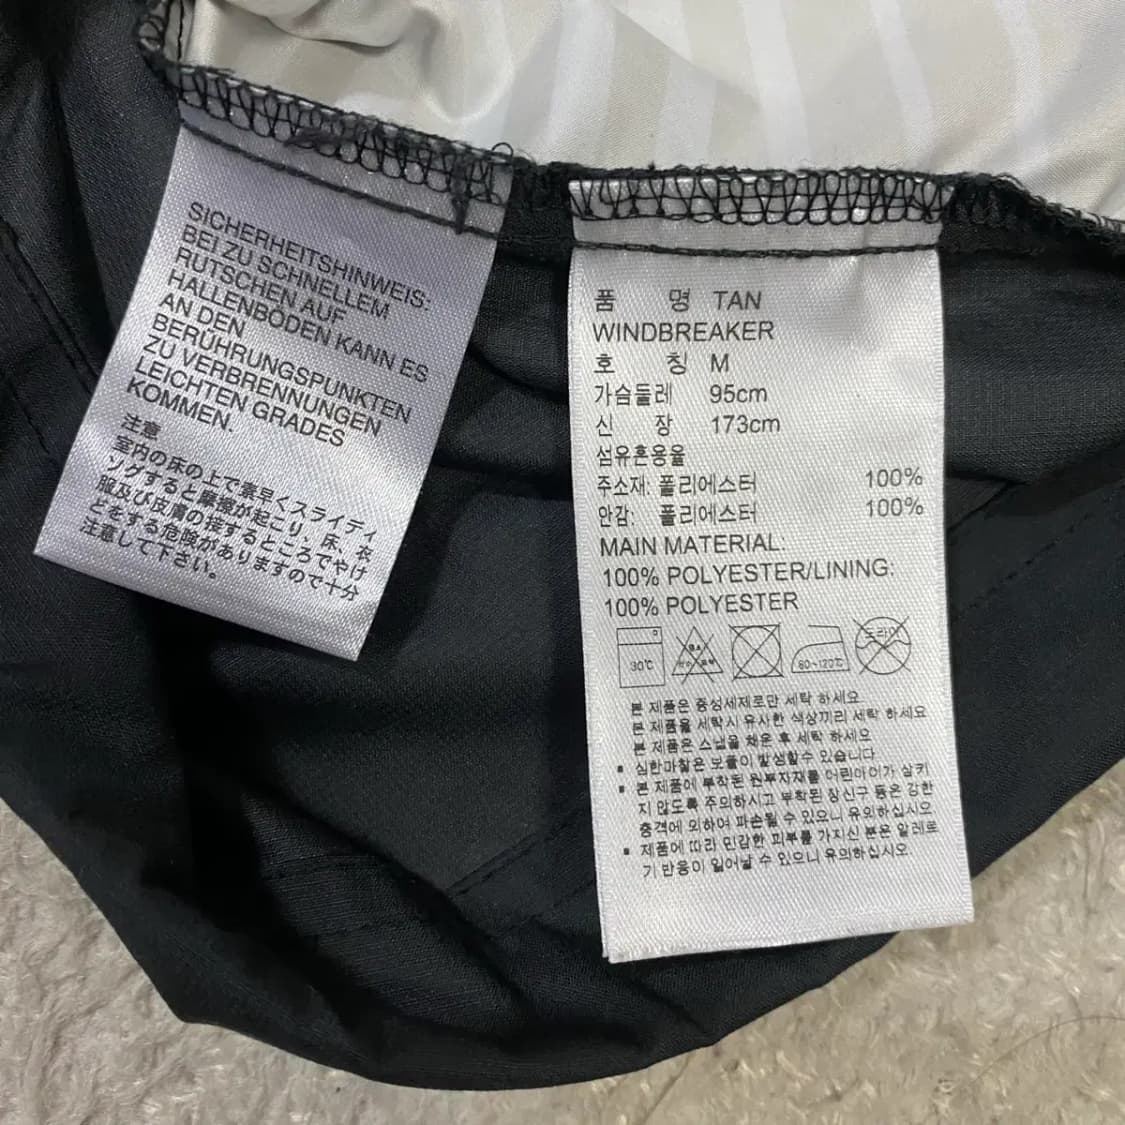 SICHERHEITSHINWEIS:
BEI ZU SCHNELLEM
RUTSCHEN AUF
HALLENBÖDEN KANN ES
AN DEN
BERÜHRUNGSPUNKTEN
ZU VERBRENNUNGEN
LEICHTEN GRADES
KOMMEN.
注意
室内の床の上で素早くスライディ
ングすると摩擦が起こり、床、衣
服及び皮膚の接するところでやけ
どをする危険がありますので十分
注意して下さい。
품 명 TAN
WINDBREAKER
호 칭 M
가슴둘레 95cm
신 장 173cm
섬유혼용율
주소재: 폴리에스터 100%
안감: 폴리에스터 100%
MAIN MATERIAL:
100% POLYESTER/LINING:
100% POLYESTER
30℃
80~120℃
드라이
본 제품은 중성세제로만 세탁 하세요
본 제품을 세탁시 유사한 색상끼리 세탁 하세요
본 제품은 스냅을 채운 후 세탁 하세요
▪ 심한마찰은 보풀이 발생할수 있습니다
▪ 본 제품에 부착된 원부자재를 어린아이가 삼키
지 않도록 주의하시고 부착된 장신구 등은 강한
충격에 의하여 파손될 수 있으니 유의하십시오
▪ 제품에 따라 민감한 피부를 가지신 분은 알레르
기 반응이 일어날 수 있으니 유의하십시오.